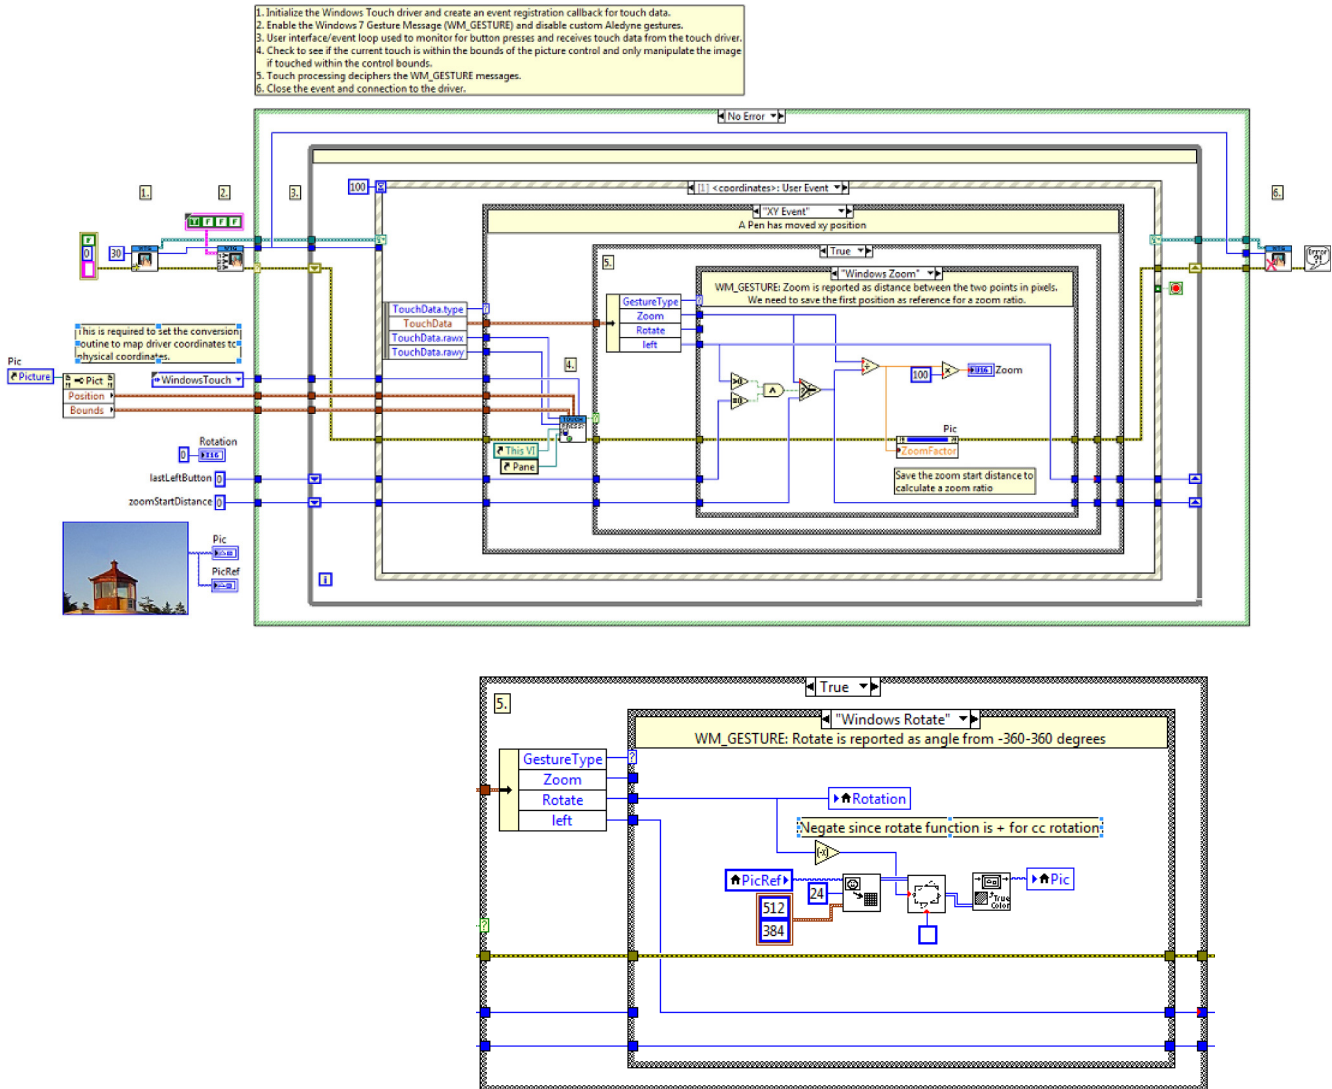 1. Initialize the Windows Touch driver and create an event registration callback for touch data.
2. Enable the Windows 7 Gesture Message (WM_GESTURE) and disable custom Aledyne gestures.
3. User interface/event loop used to monitor for button presses and receives touch data from the touch driver.
4. Check to see if the current touch is within the bounds of the picture control and only manipulate the image
if touched within the control bounds.
5. Touch processing deciphers the WM_GESTURE messages.
6. Close the event and connection to the driver.
No Error
1.
2.
3.
100
[1] <coordinates>: User Event
6.
"XY Event"
A Pen has moved xy position
True
5.
"Windows Zoom"
WM_GESTURE: Zoom is reported as distance between the two points in pixels.
We need to save the first position as reference for a zoom ratio.
F
0
30
T F F F
Error
GestureType
Zoom
Rotate
left
TouchData.type
TouchData
TouchData.rawx
TouchData.rawy
This is required to set the conversion
routine to map driver coordinates to
physical coordinates.
4.
Pic
Picture
Pict
Position
Bounds
WindowsTouch
100
U16
Zoom
Pic
ZoomFactor
This VI
Pane
Rotation
0
I16
lastLeftButton 0
zoomStartDistance 0
Save the zoom start distance to
calculate a zoom ratio
Pic
PicRef
i
True
5.
"Windows Rotate"
WM_GESTURE: Rotate is reported as angle from -360-360 degrees
GestureType
Zoom
Rotate
left
Rotation
Negate since rotate function is + for cc rotation
PicRef
24
512
384
True
Color
Pic